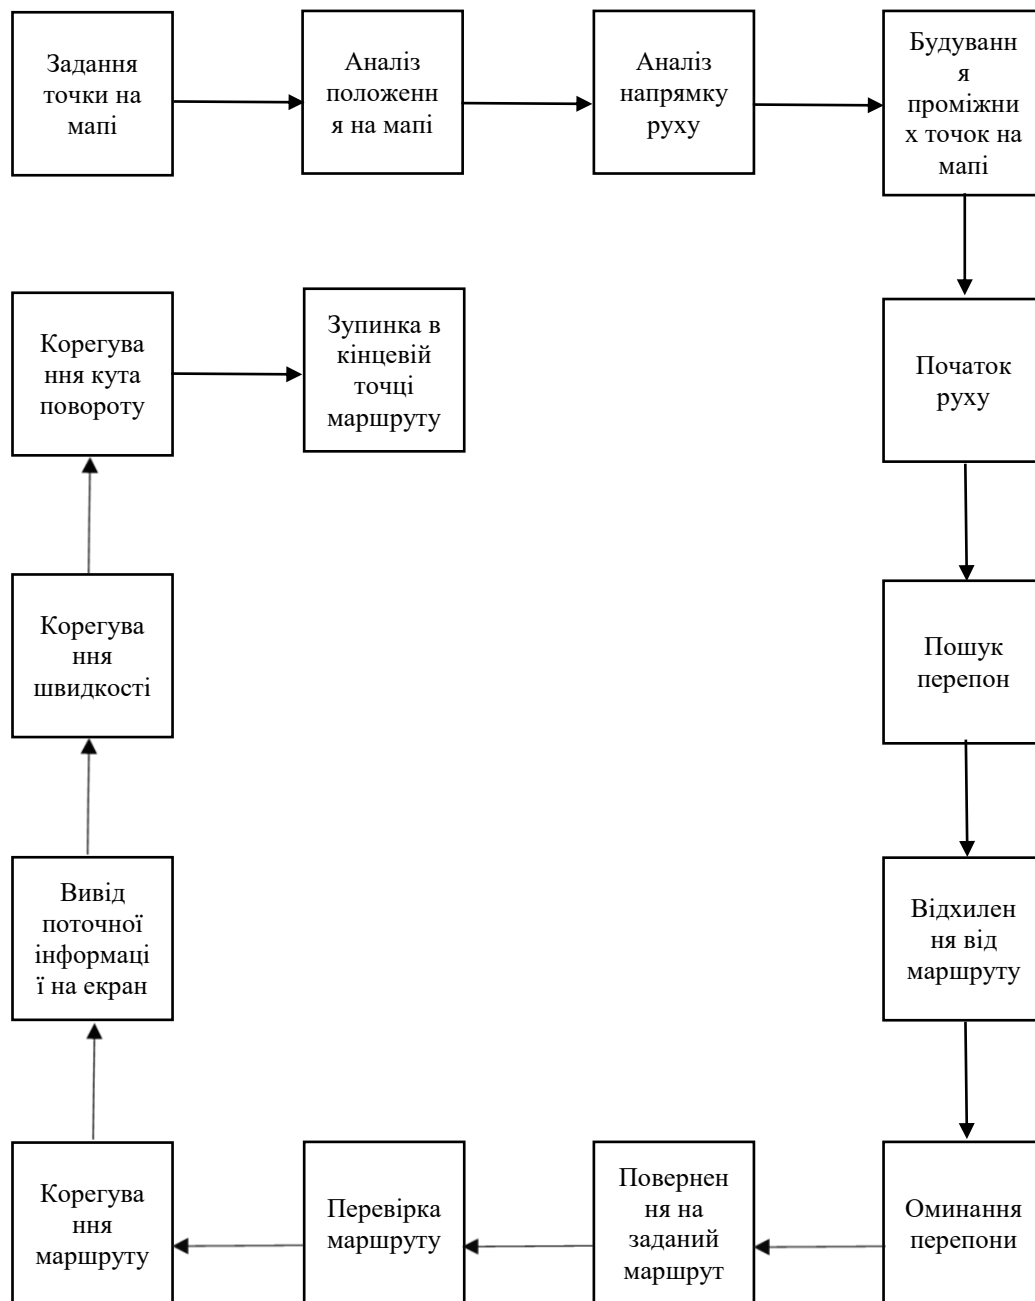 Задання
точки на
мапі
Аналіз
положенн
я на мапі
Аналіз
напрямку
руху
Будуванн
я
проміжни
х точок на
мапі
Початок
руху
Пошук
перепон
Відхилен
ня від
маршруту
Оминання
перепони
Повернен
ня на
заданий
маршрут
Перевірка
маршруту
Корегува
ння
маршруту
Вивід
поточної
інформаці
ї на екран
Корегува
ння
швидкості
Корегува
ння кута
повороту
Зупинка в
кінцевій
точці
маршруту